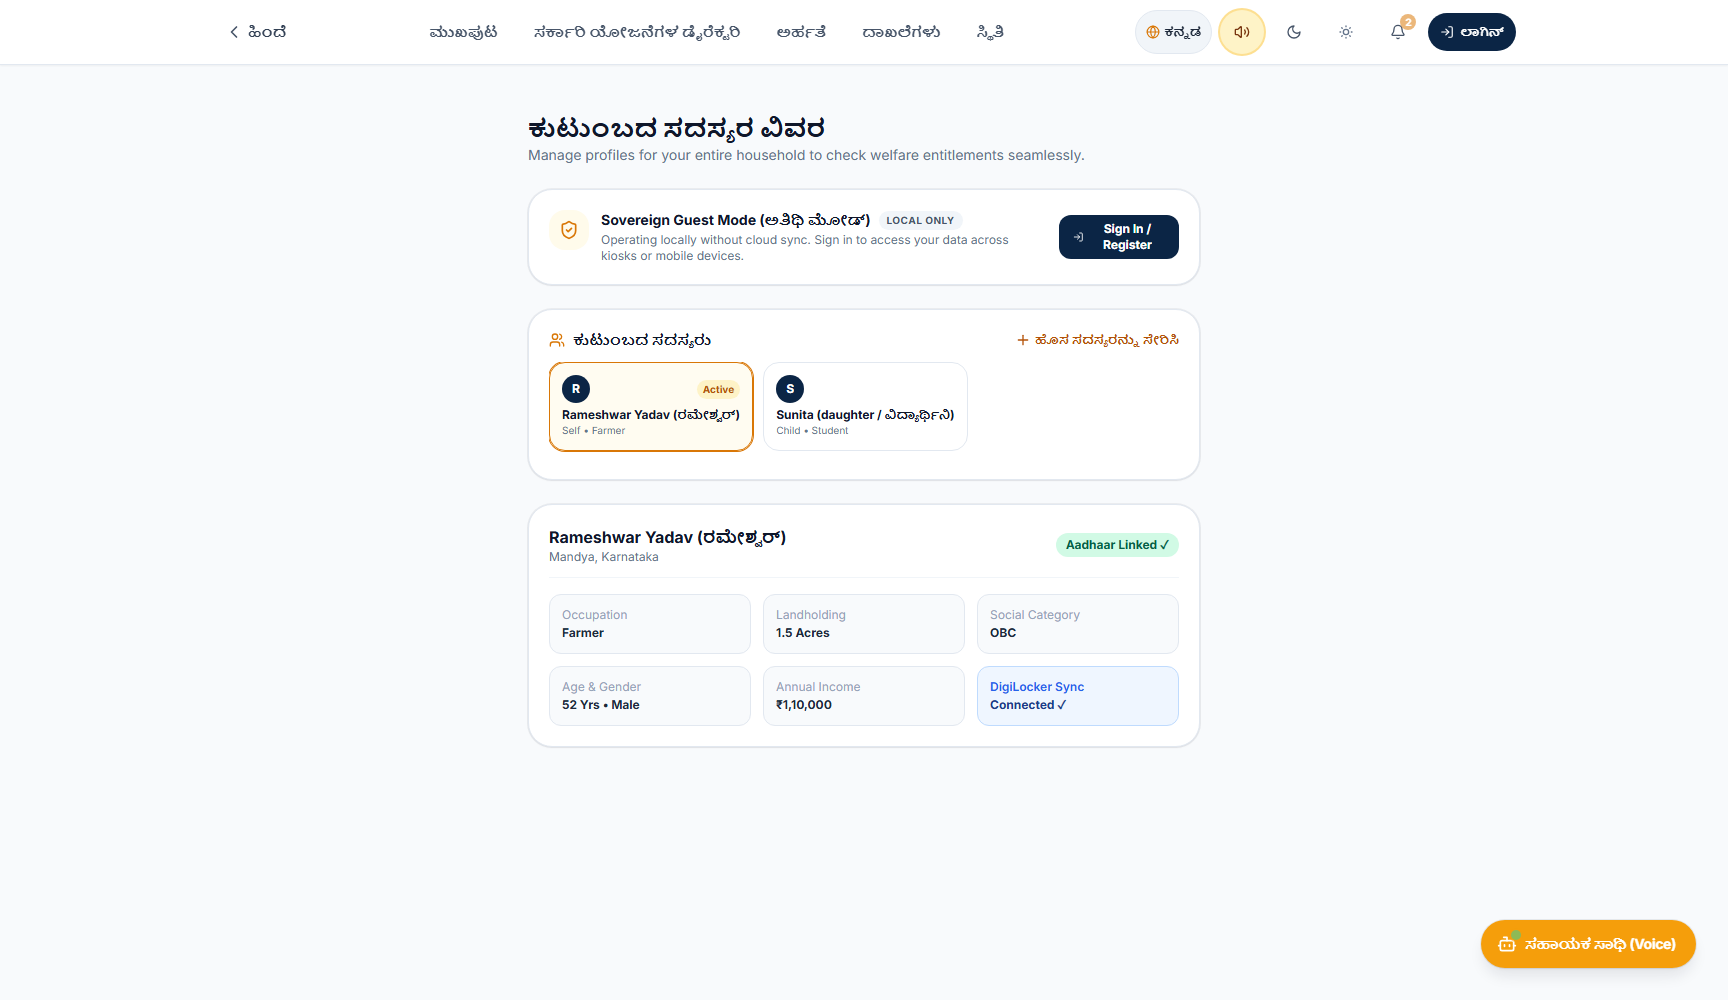 ಹಿಂದೆ
ಮುಖಪುಟ
ಸರ್ಕಾರಿ ಯೋಜನೆಗಳ ಡೈರೆಕ್ಟರಿ
ಅರ್ಹತೆ
ದಾಖಲೆಗಳು
ಸ್ಥಿತಿ
ಕನ್ನಡ
2
ಲಾಗಿನ್
ಕುಟುಂಬದ ಸದಸ್ಯರ ವಿವರ
Manage profiles for your entire household to check welfare entitlements seamlessly.
Sovereign Guest Mode (ಅತಿಥಿ ಮೋಡ್) LOCAL ONLY
Operating locally without cloud sync. Sign in to access your data across
kiosks or mobile devices.
Sign In /
Register
ಕುಟುಂಬದ ಸದಸ್ಯರು
+ ಹೊಸ ಸದಸ್ಯರನ್ನು ಸೇರಿಸಿ
R
Active
Rameshwar Yadav (ರಮೇಶ್ವರ್)
Self • Farmer
S
Sunita (daughter / ವಿದ್ಯಾರ್ಥಿನಿ)
Child • Student
Rameshwar Yadav (ರಮೇಶ್ವರ್)
Mandya, Karnataka
Aadhaar Linked ✓
Occupation
Farmer
Landholding
1.5 Acres
Social Category
OBC
Age & Gender
52 Yrs • Male
Annual Income
₹1,10,000
DigiLocker Sync
Connected ✓
ಸಹಾಯಕ ಸಾಥಿ (Voice)